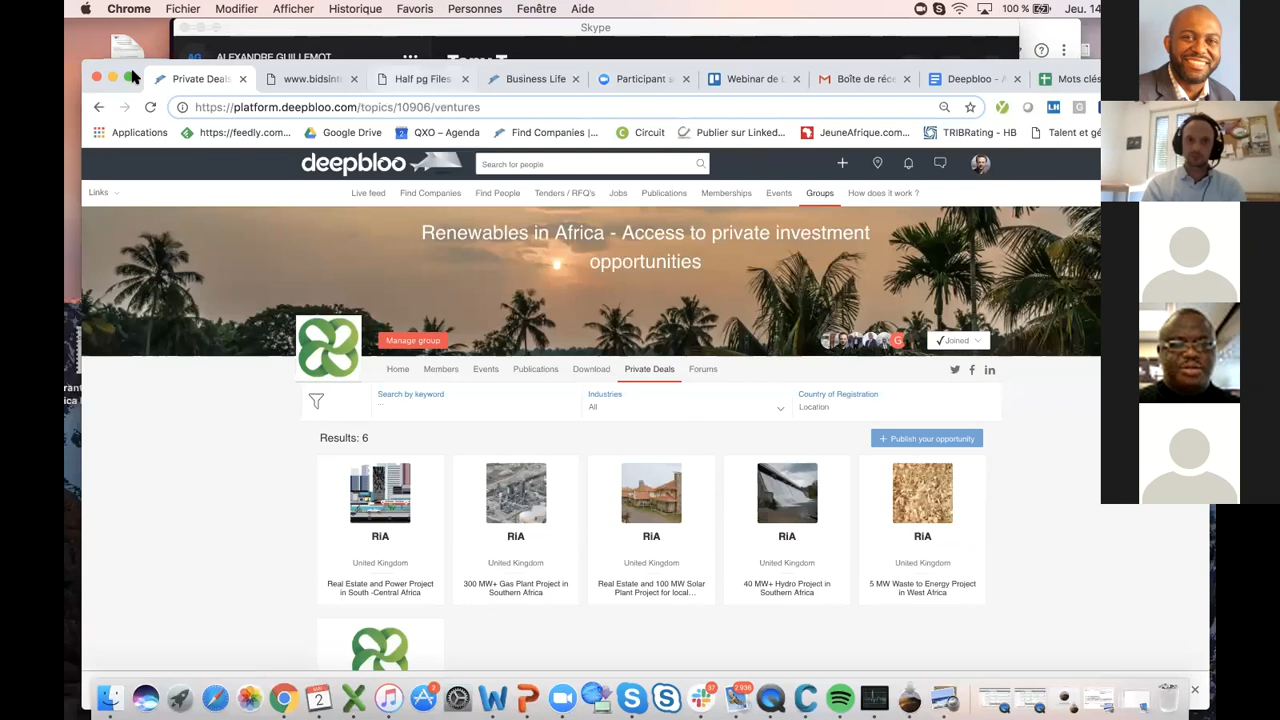 Chrome Fichier Modifier Afficher Historique Favoris Personnes Fenêtre Aide 100 % Jeu. 14
Skype
ALEXANDRE GUILLEMOT
Private Deals www.bidsint Half pg Files Business Life Participant s Webinar de Boîte de réce Deepbloo - A Mots clés
https://platform.deepbloo.com/topics/10906/ventures
Applications https://feedly.com... Google Drive QXO – Agenda Find Companies |... Circuit Publier sur Linked... JeuneAfrique.com... TRIBRating - HB Talent et gé
deepbloo Search for people
Links Live feed Find Companies Find People Tenders / RFQ's Jobs Publications Memberships Events Groups How does it work ?
Renewables in Africa - Access to private investment
opportunities
Manage group G Joined
Home Members Events Publications Download Private Deals Forums
Search by keyword Industries Country of Registration
... All Location
Results: 6 + Publish your opportunity
RiA RiA RiA RiA RiA
United Kingdom United Kingdom United Kingdom United Kingdom United Kingdom
Real Estate and Power Project 300 MW+ Gas Plant Project in Real Estate and 100 MW Solar 40 MW+ Hydro Project in 5 MW Waste to Energy Project
in South -Central Africa Southern Africa Plant Project for local... Southern Africa in West Africa
2 2 37 2 936